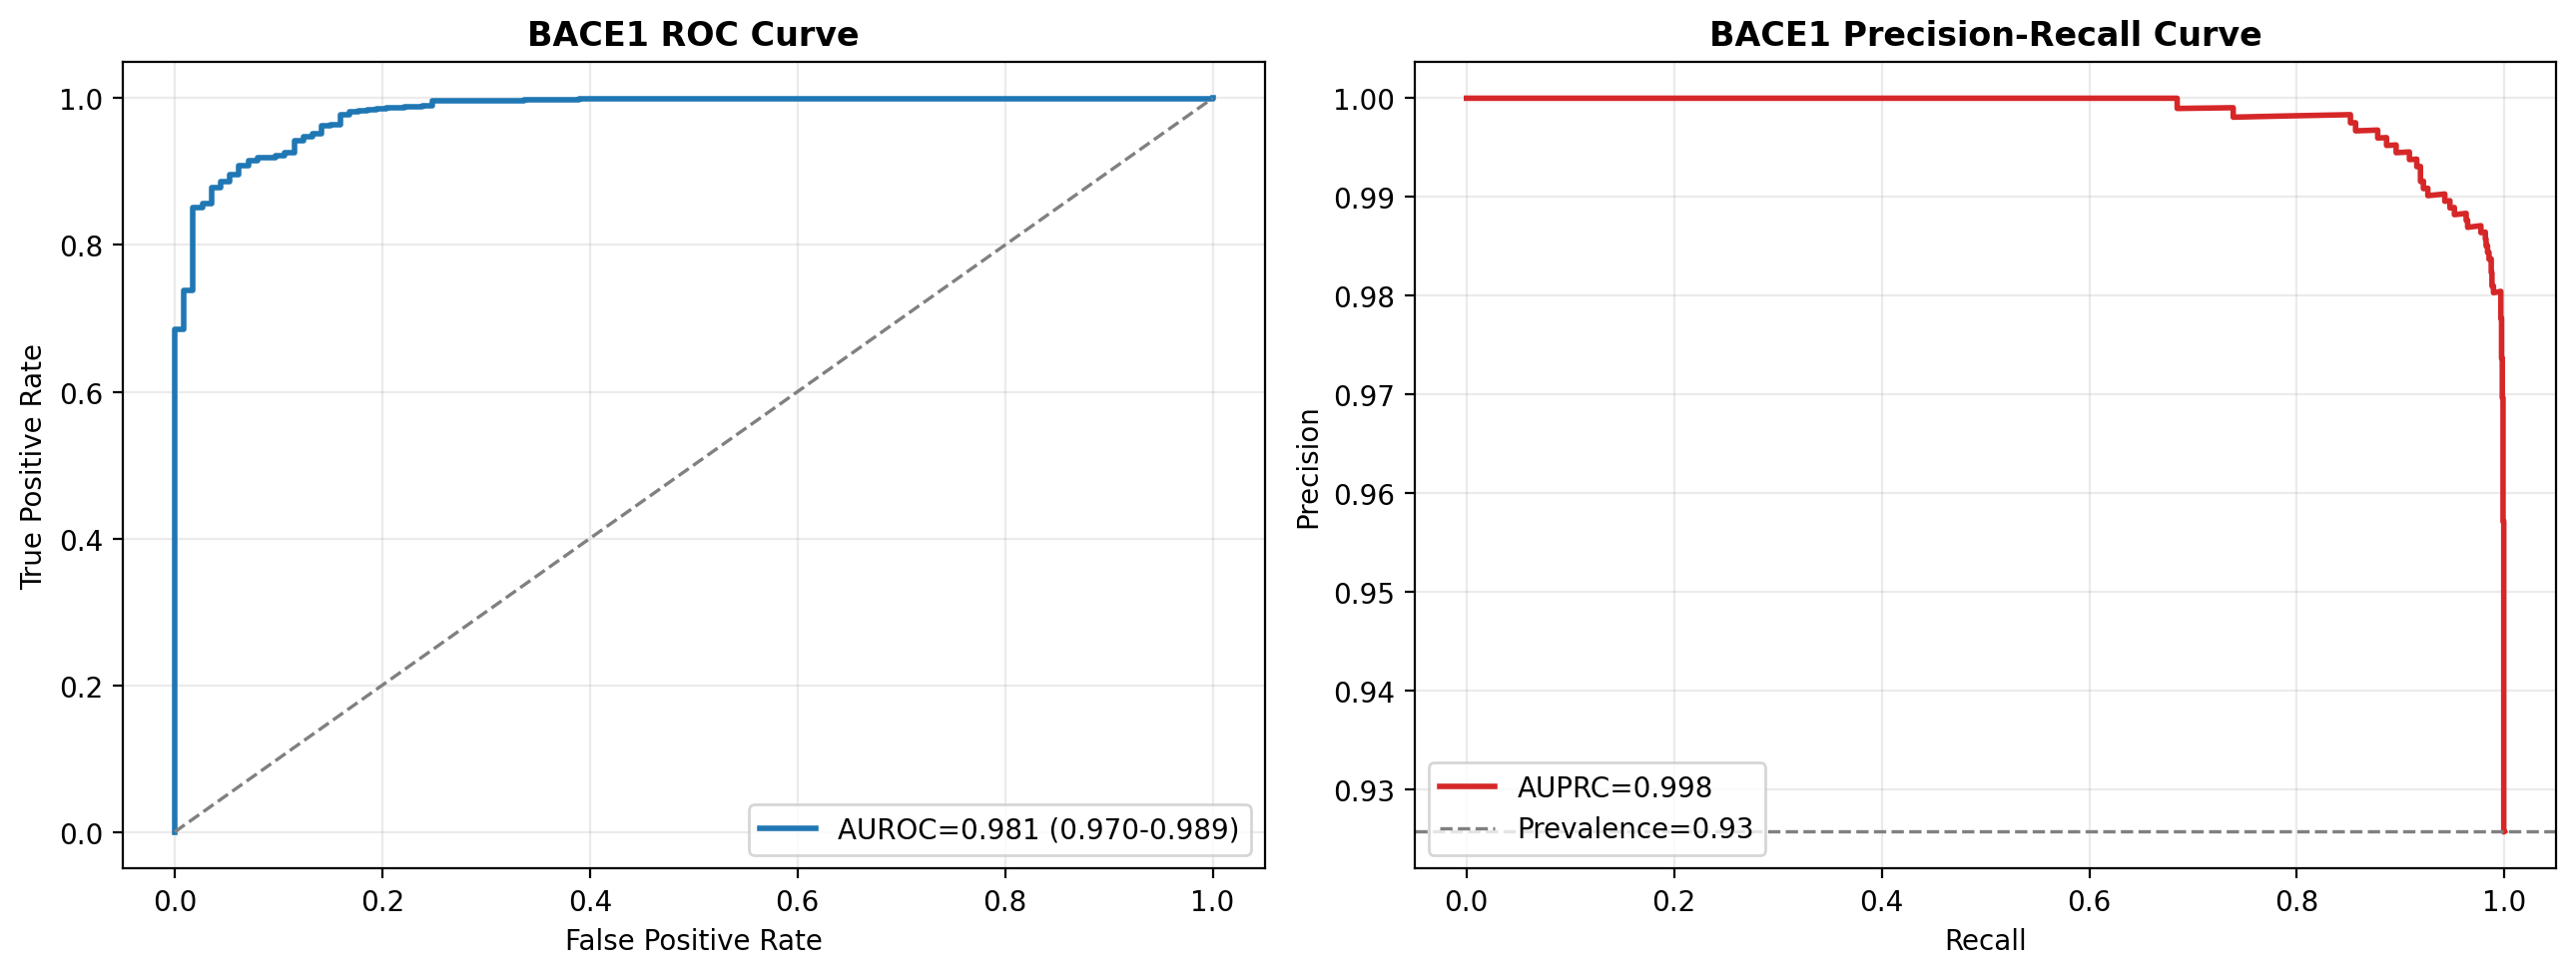 BACE1 ROC Curve
True Positive Rate
1.0
0.8
0.6
0.4
0.2
0.0
AUROC=0.981 (0.970-0.989)
0.0 0.2 0.4 0.6 0.8 1.0
False Positive Rate
BACE1 Precision-Recall Curve
Precision
1.00
0.99
0.98
0.97
0.96
0.95
0.94
0.93
AUPRC=0.998
Prevalence=0.93
0.0 0.2 0.4 0.6 0.8 1.0
Recall